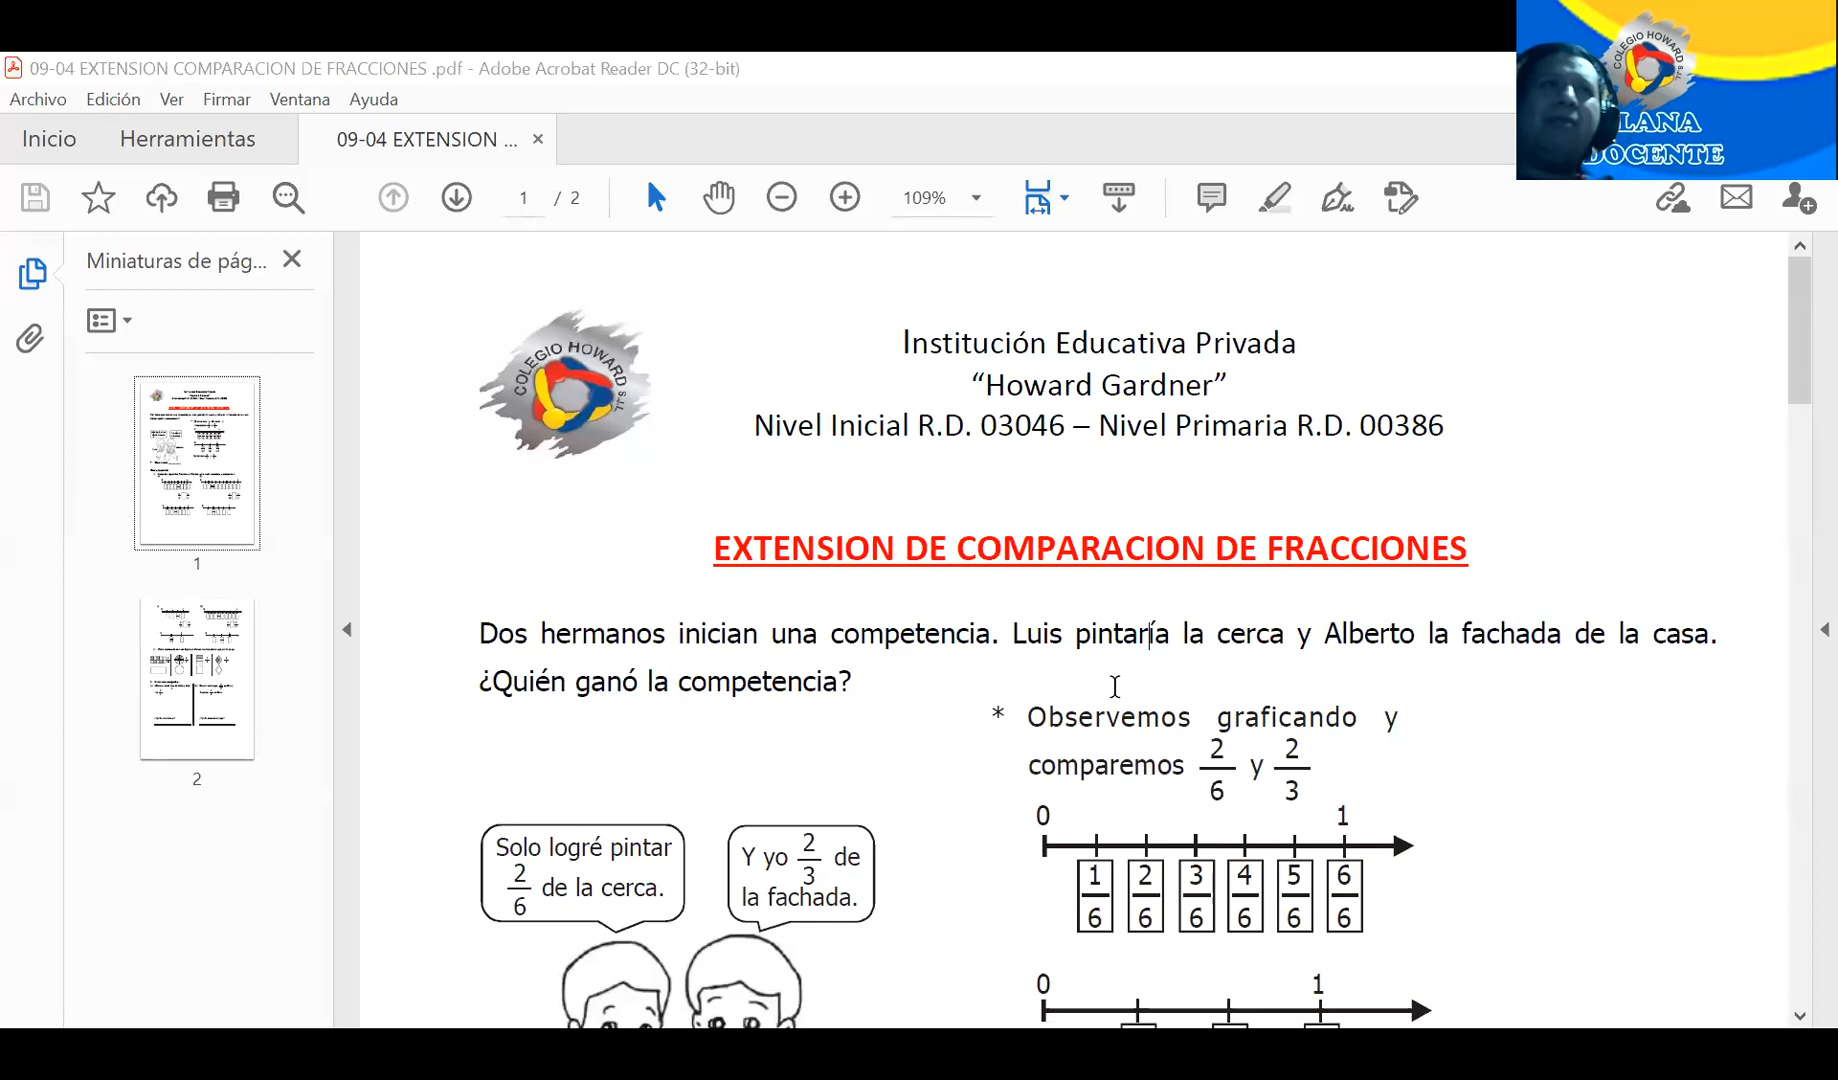 09-04 EXTENSION COMPARACION DE FRACCIONES .pdf - Adobe Acrobat Reader DC (32-bit)
Archivo Edición Ver Firmar Ventana Ayuda
Inicio Herramientas 09-04 EXTENSION ... ×
1 / 2 109%
COLEGIO HOWARD S.I.L.
LANA
DOCENTE
Miniaturas de pág...
1
2
COLEGIO HOWARD S.I.L.
Institución Educativa Privada
“Howard Gardner”
Nivel Inicial R.D. 03046 – Nivel Primaria R.D. 00386
EXTENSION DE COMPARACION DE FRACCIONES
Dos hermanos inician una competencia. Luis pintaría la cerca y Alberto la fachada de la casa.
¿Quién ganó la competencia?
* Observemos graficando y
comparemos 2/6 y 2/3
Solo logré pintar
2/6 de la cerca.
Y yo 2/3 de
la fachada.
0 1
1/6 2/6 3/6 4/6 5/6 6/6
0 1